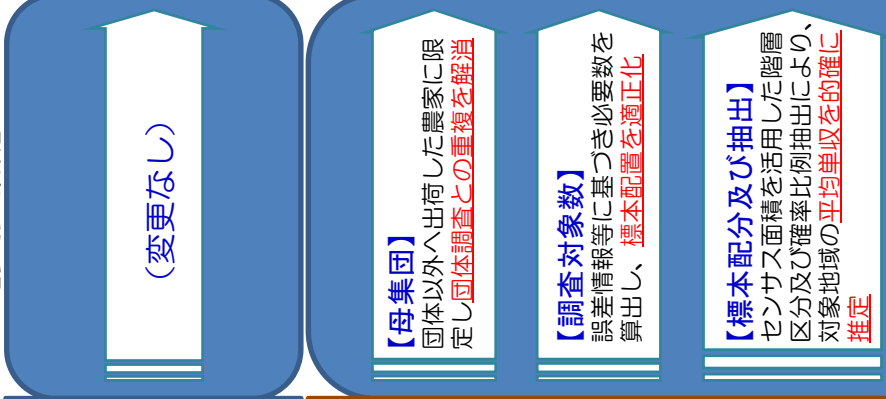 (変更なし)
【母集団】
団体以外へ出荷した農家に限
定し団体調査との重複を解消
【調査対象数】
誤差情報等に基づき必要数を
算出し、標本配置を適正化
【標本配分及び抽出】
センサス面積を活用した階層
区分及び確率比例抽出により、
対象地域の平均単収を的確に
推定